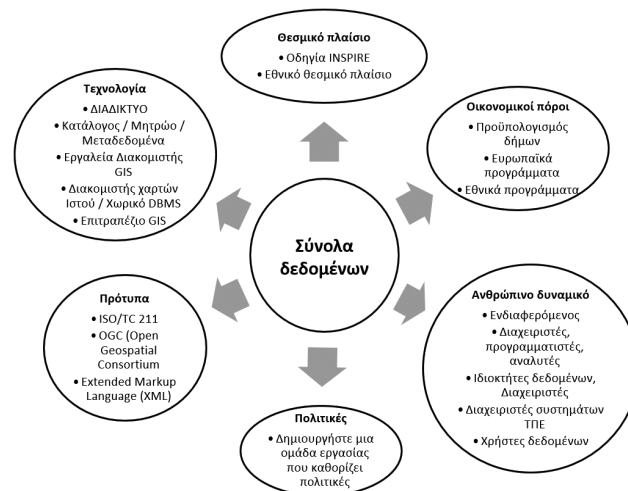 Θεσμικό πλαίσιο
• Οδηγία INSPIRE
• Εθνικό θεσμικό πλαίσιο
Τεχνολογία
• ΔΙΑΔΙΚΤΥΟ
• Κατάλογος / Μητρώο /
Μεταδεδομένα
• Εργαλεία Διακομιστής
GIS
• Διακομιστής χαρτών
Ιστού / Χωρικό DBMS
• Επιτραπέζιο GIS
Οικονομικοί πόροι
• Προϋπολογισμός
δήμων
• Ευρωπαϊκά
προγράμματα
• Εθνικά προγράμματα
Σύνολα
δεδομένων
Πρότυπα
• ISO/TC 211
• OGC (Open
Geospatial
Consortium
• Extended Markup
Language (XML)
Ανθρώπινο δυναμικό
• Ενδιαφερόμενος
• Διαχειριστές,
προγραμματιστές,
αναλυτές
• Ιδιοκτήτες δεδομένων,
Διαχειριστές
• Διαχειριστές συστημάτων
ΤΠΕ
• Χρήστες δεδομένων
Πολιτικές
• Δημιουργήστε μια
ομάδα εργασίας
που καθορίζει
πολιτικές